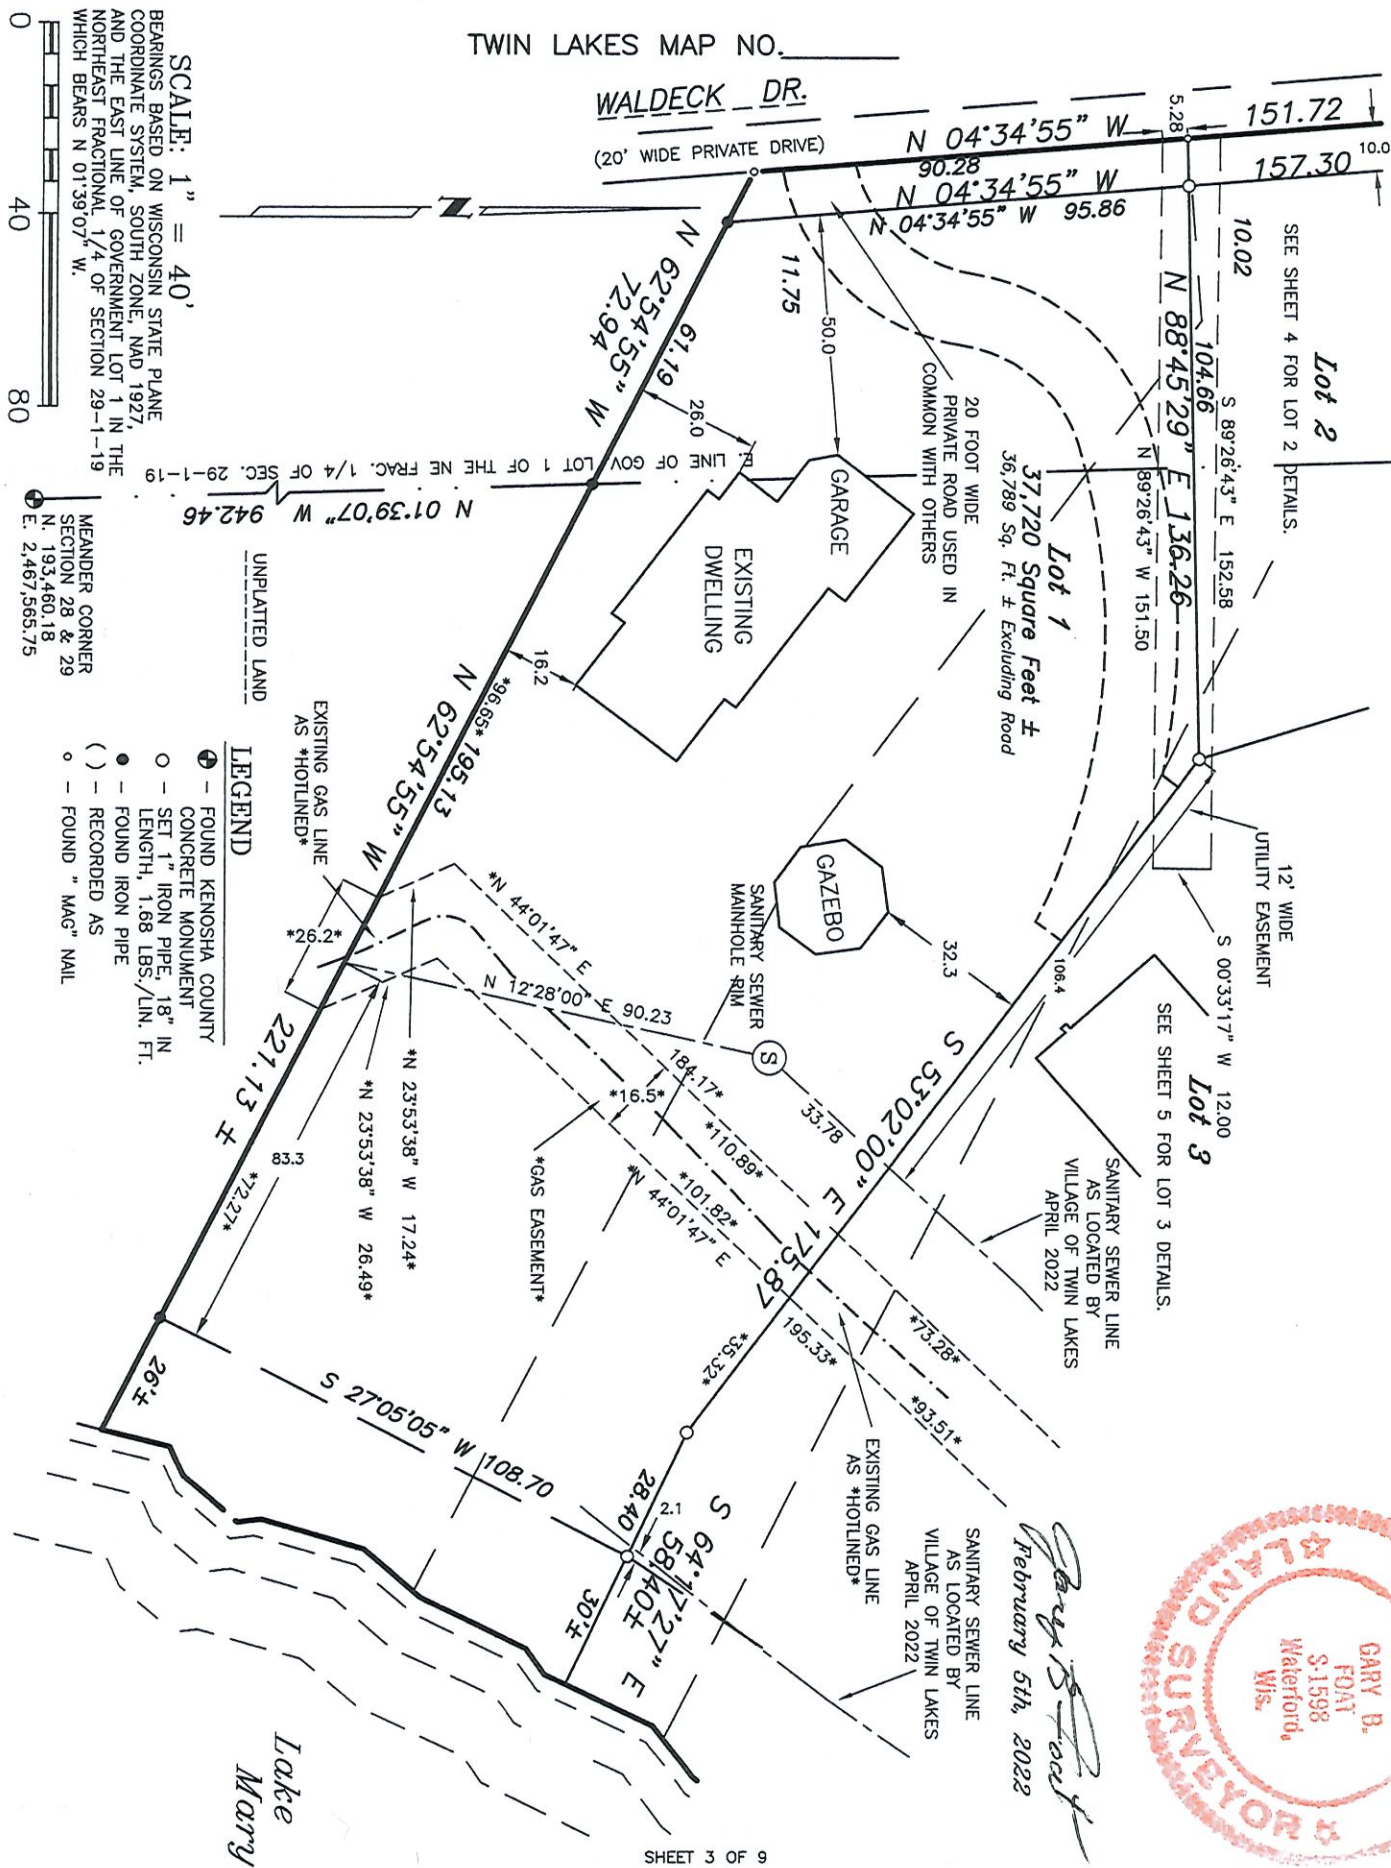 TWIN LAKES MAP NO.
WALDECK DR.
(20' WIDE PRIVATE DRIVE)
N 04°34'55" W
90.28
N 04°34'55" W
N 04°34'55" W 95.86
5.28
151.72
157.30
10.0
10.02
SEE SHEET 4 FOR LOT 2 DETAILS.
Lot 2
S 89°26'43" E 152.58
104.66
N 88°45'29" E 136.26
N 89°26'43" W 151.50
11.75
50.0
20 FOOT WIDE
PRIVATE ROAD USED IN
COMMON WITH OTHERS
Lot 1
37,720 Square Feet ±
36,789 Sq. Ft. ± Excluding Road
GARAGE
EXISTING
DWELLING
26.0
16.2
61.19
N 62°54'55" W
72.94
E. LINE OF GOV LOT 1 OF THE NE FRAC. 1/4 OF SEC. 29-1-19
N 01°39'07" W 942.46
N
SCALE: 1" = 40'
BEARINGS BASED ON WISCONSIN STATE PLANE
COORDINATE SYSTEM, SOUTH ZONE, NAD 1927,
AND THE EAST LINE OF GOVERNMENT LOT 1 IN THE
NORTHEAST FRACTIONAL 1/4 OF SECTION 29-1-19
WHICH BEARS N 01°39'07" W.
0 40 80
MEANDER CORNER
SECTION 28 & 29
N. 193,460.18
E. 2,467,565.75
UNPLATTED LAND
LEGEND
- FOUND KENOSHA COUNTY
CONCRETE MONUMENT
○ - SET 1" IRON PIPE, 18" IN
LENGTH, 1.68 LBS./LIN. FT.
● - FOUND IRON PIPE
( ) - RECORDED AS
○ - FOUND " MAG" NAIL
EXISTING GAS LINE
AS *HOTLINED*
*96.65* 195.13
N 62°54'55" W
*26.2*
221.13 ±
83.3
*72.27*
26'±
*N 44°01'47" E
N 12°28'00" E 90.23
*N 23°53'38" W 17.24*
*N 23°53'38" W 26.49*
SANITARY SEWER
MAINHOLE RIM
S
33.78
GAZEBO
32.3
106.4
12' WIDE
UTILITY EASEMENT
S 00°33'17" W 12.00
Lot 3
SEE SHEET 5 FOR LOT 3 DETAILS.
SANITARY SEWER LINE
AS LOCATED BY
VILLAGE OF TWIN LAKES
APRIL 2022
S 53°02'00" E 175.87
184.17*
*110.89*
*16.5*
*101.82*
*N 44°01'47" E
*GAS EASEMENT*
195.33*
*35.32*
*73.28*
*93.51*
EXISTING GAS LINE
AS *HOTLINED*
S 27°05'05" W 108.70
28.40
2.1
S 64°17'27" E
58.40±
30'±
SANITARY SEWER LINE
AS LOCATED BY
VILLAGE OF TWIN LAKES
APRIL 2022
Gary B. Foat
February 5th, 2022
LAND SURVEYOR
GARY B.
FOAT
S-1598
Waterford,
Wis.
Lake
Mary
SHEET 3 OF 9